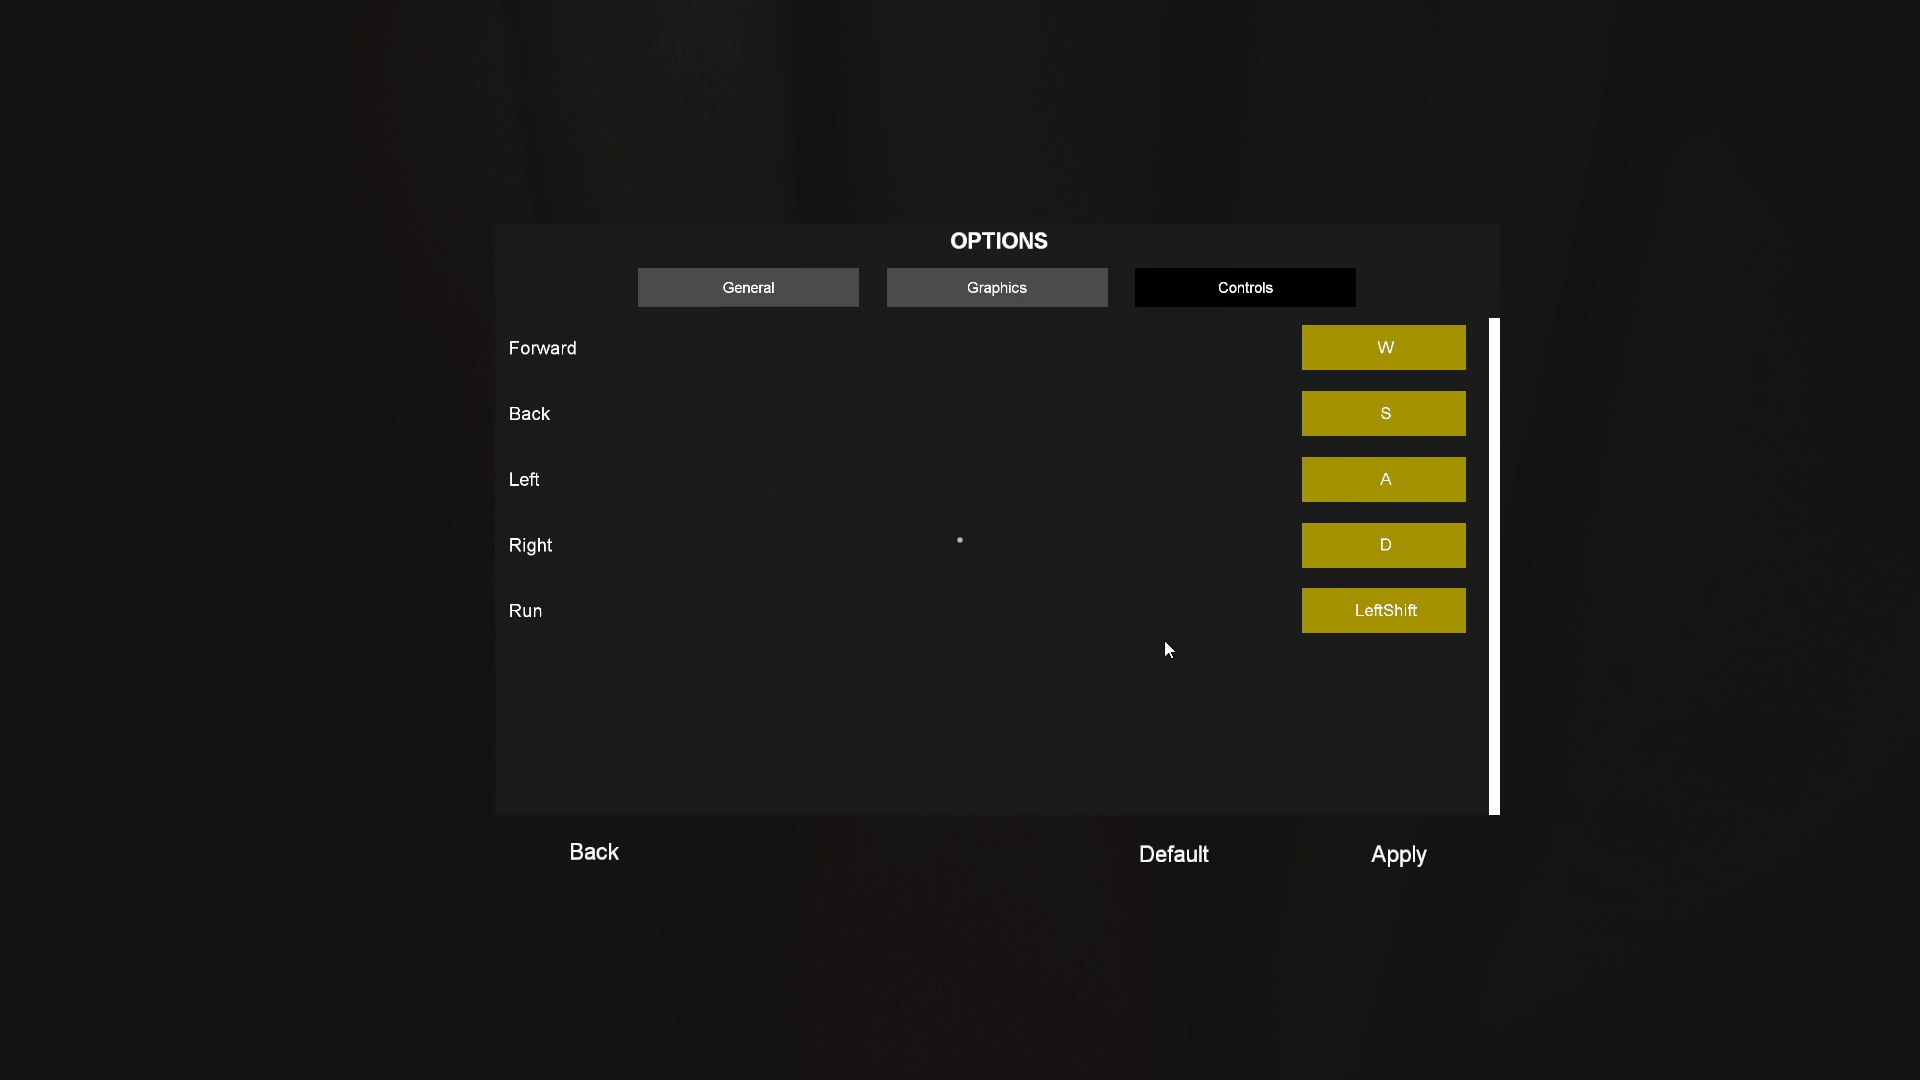 OPTIONS
General Graphics Controls
Forward W
Back S
Left A
Right D
Run LeftShift
Back Default Apply